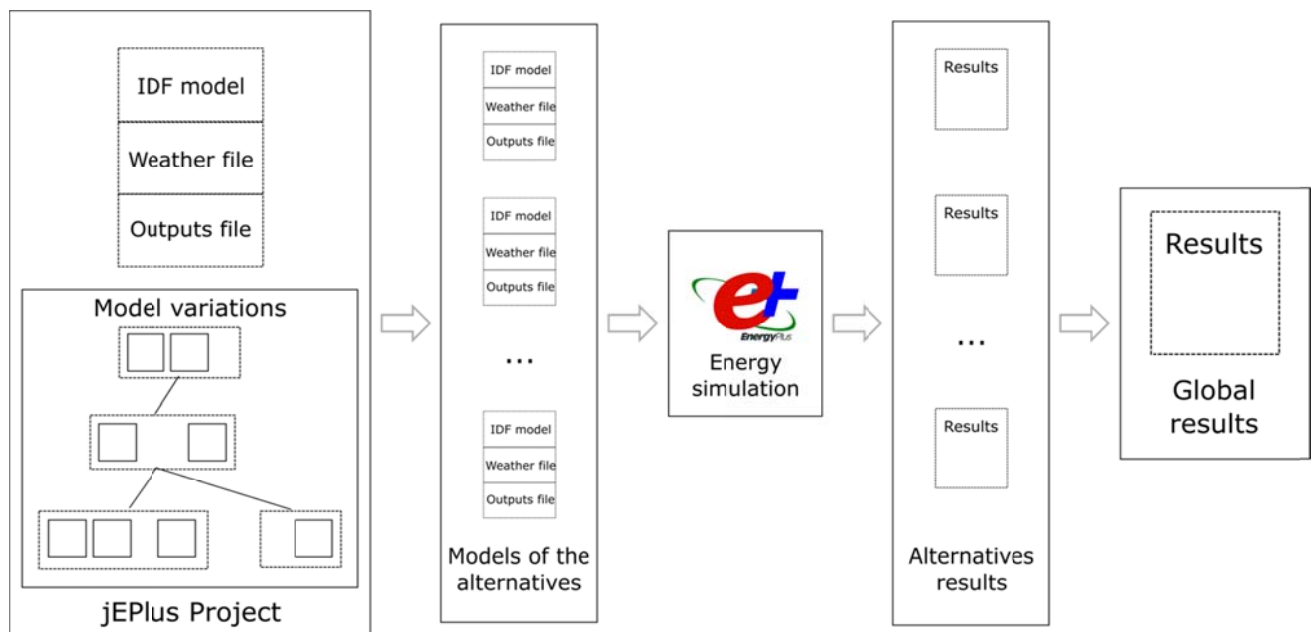 IDF model
Weather file
Outputs file
Model variations
jEPlus Project
IDF model
Weather file
Outputs file
IDF model
Weather file
Outputs file
...
IDF model
Weather file
Outputs file
Models of the
alternatives
e+
EnergyPlus
Energy
simulation
Results
Results
...
Results
Alternatives
results
Results
Global
results